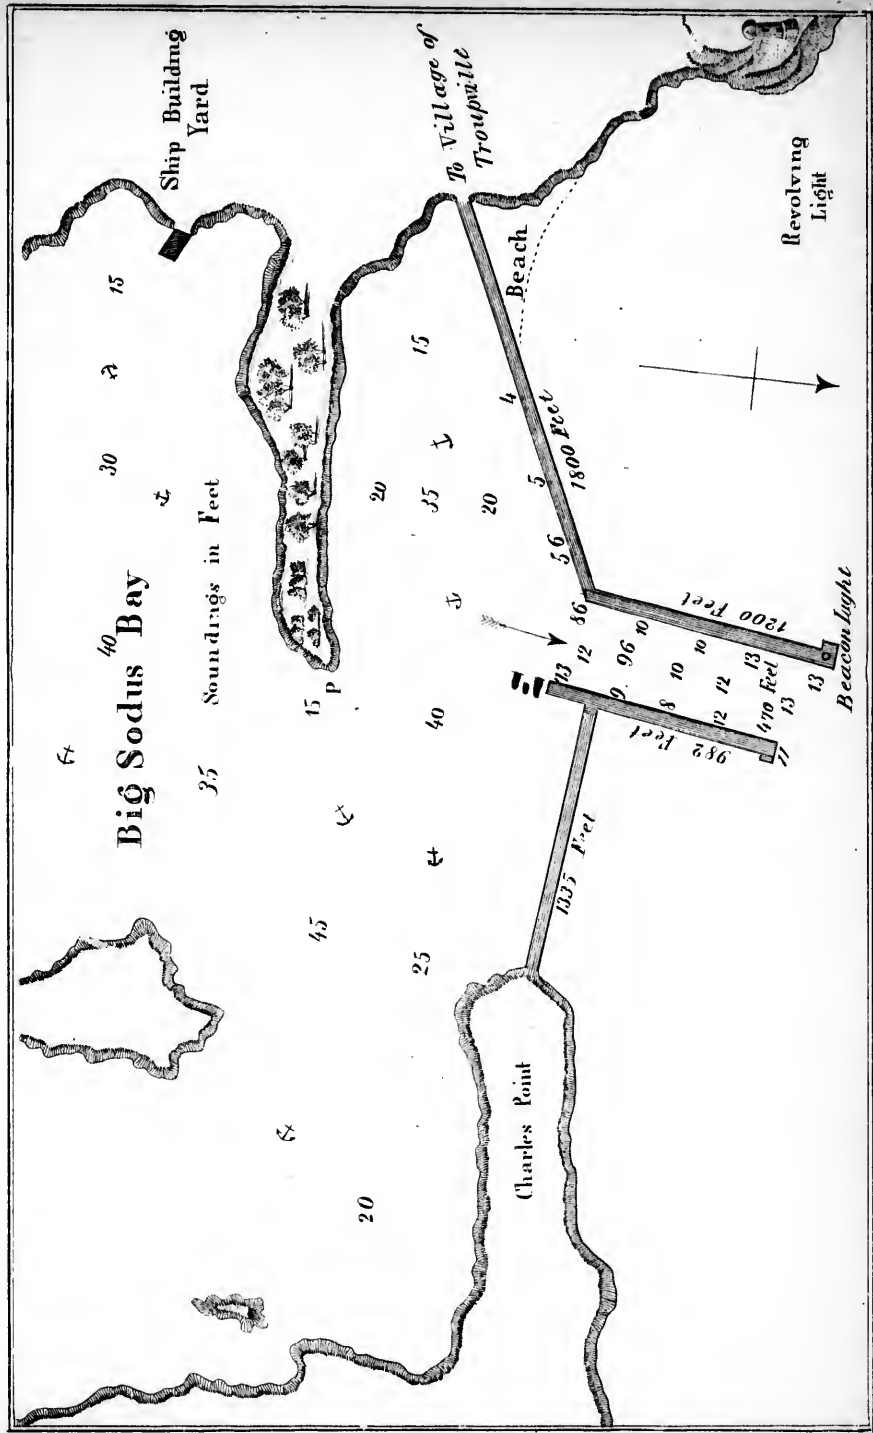 Big Sodus Bay
Soundings in Feet
Ship Building
Yard
30
15
40
35
15
P
45
20
25
40
20
35
20
15
To Village of
Troupville
Beach
4
5
5 6
1800 Feet
Charles Point
1335 Feet
13
12
8 6
9 6
10
9
10
10
8
12
12
13
470 Feet
13
13
11
982 Feet
1200 Feet
Beacon Light
Revolving
Light